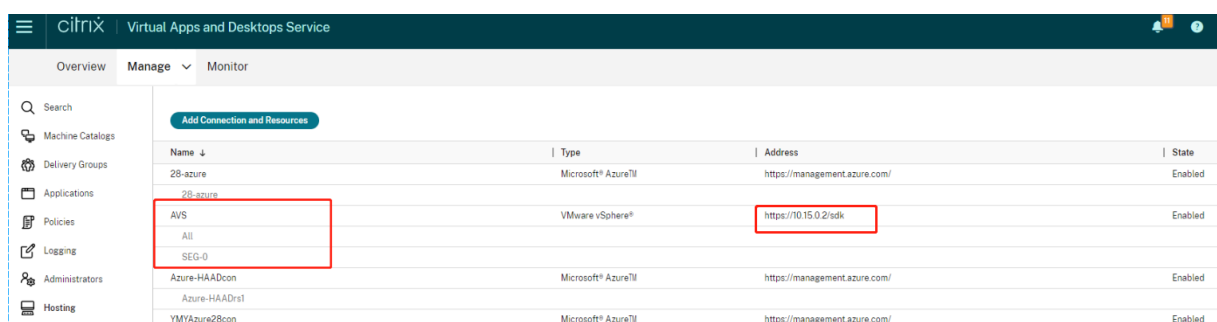 citrix | Virtual Apps and Desktops Service 11 ?
Overview Manage Monitor
Search
Add Connection and Resources
Machine Catalogs
Name ↓ | Type | Address | State
Delivery Groups
28-azure Microsoft® Azure™ https://management.azure.com/ Enabled
Applications
28-azure
Policies
AVS VMware vSphere® https://10.15.0.2/sdk Enabled
All
Logging
SEG-0
Administrators
Azure-HAADcon Microsoft® Azure™ https://management.azure.com/ Enabled
Azure-HAADrs1
Hosting
YMYAzure28con Microsoft® Azure™ https://management.azure.com/ Enabled